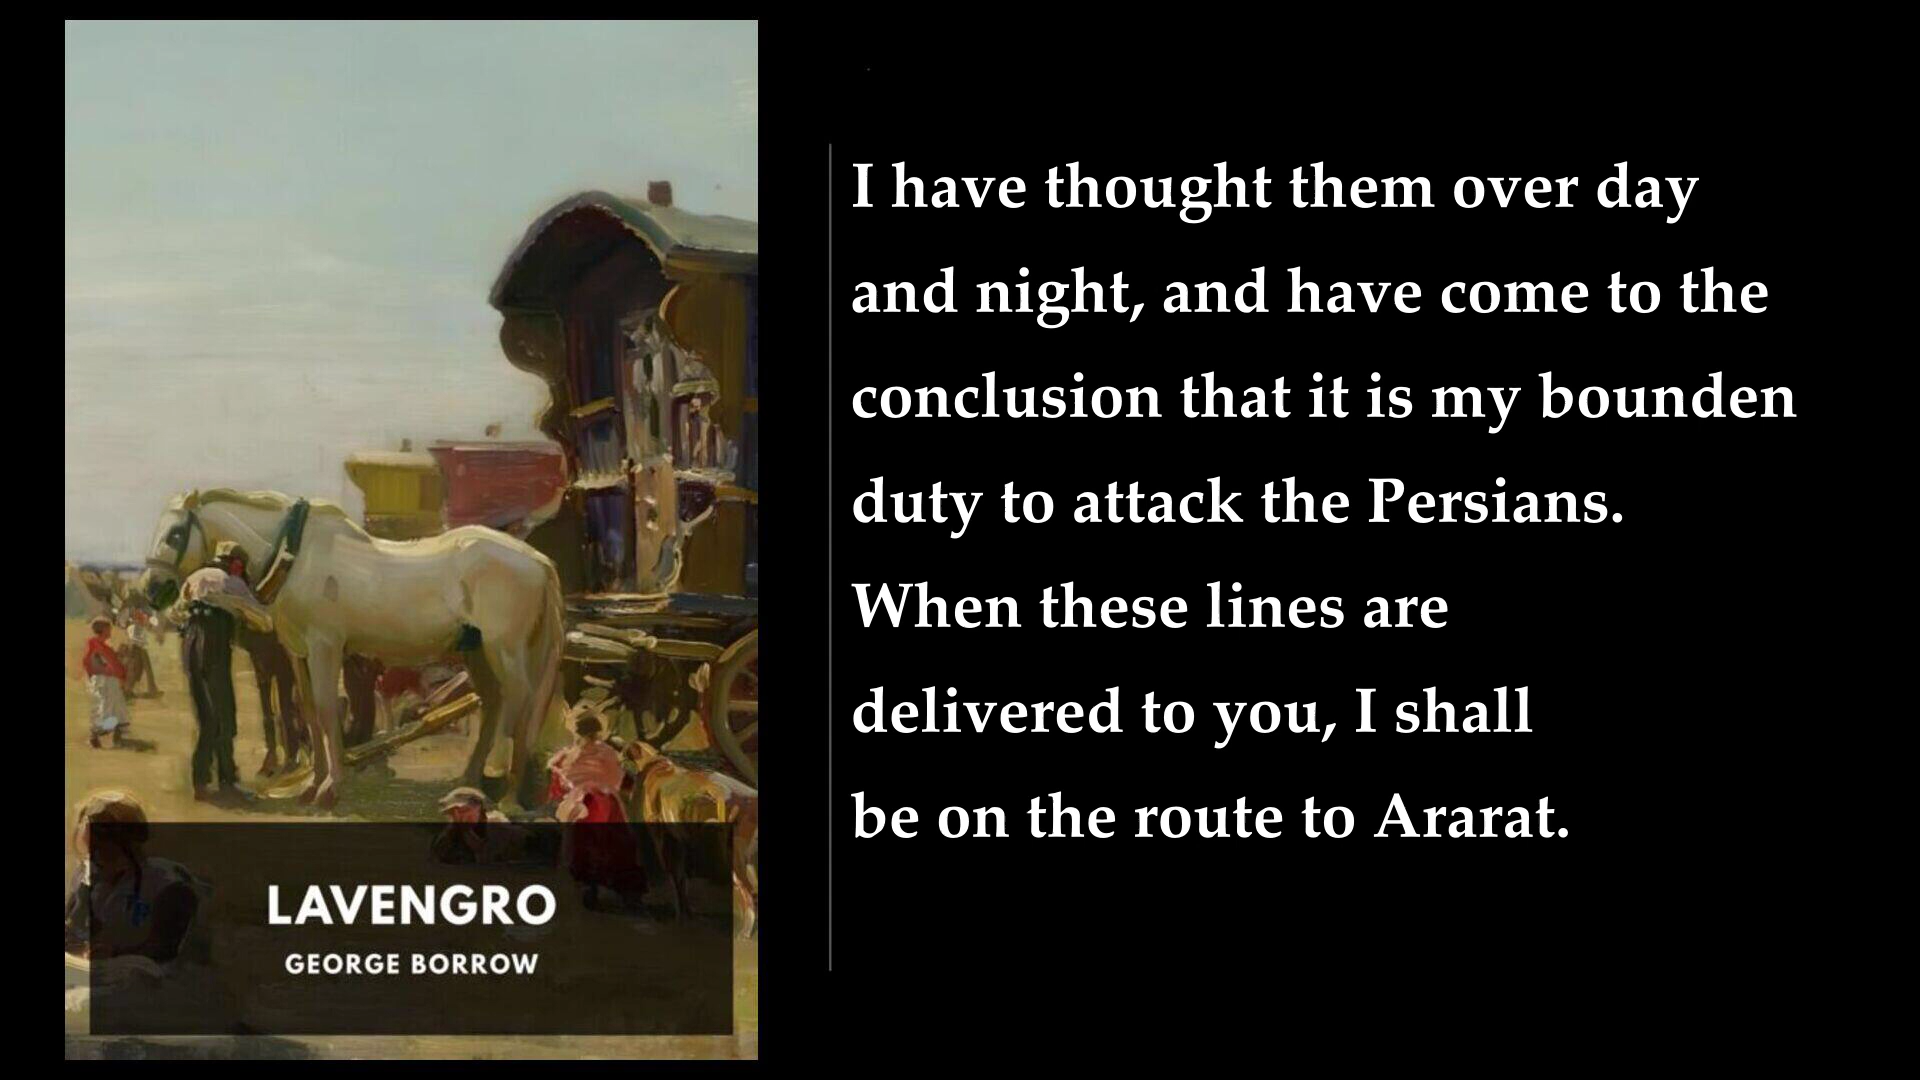 I have thought them over day
and night, and have come to the
conclusion that it is my bounden
duty to attack the Persians.
When these lines are
delivered to you, I shall
be on the route to Ararat.
LAVENGRO
GEORGE BORROW